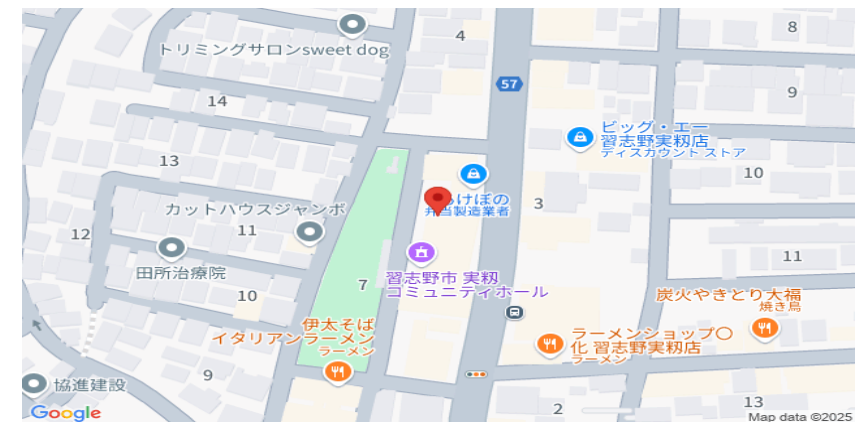 8
4
トリミングサロンsweet dog
57
9
14
ビッグ・エー
習志野実籾店
ディスカウント ストア
13
10
けぼの
弁当製造業者
カットハウスジャンボ
3
12
11
田所治療院
11
習志野市 実籾
コミュニティホール
7
10
炭火やきとり大福
焼き鳥
伊太そば
イタリアンラーメン
ラーメン
ラーメンショップ〇
化 習志野実籾店
ラーメン
9
協進建設
2
13
Google
Map data ©2025